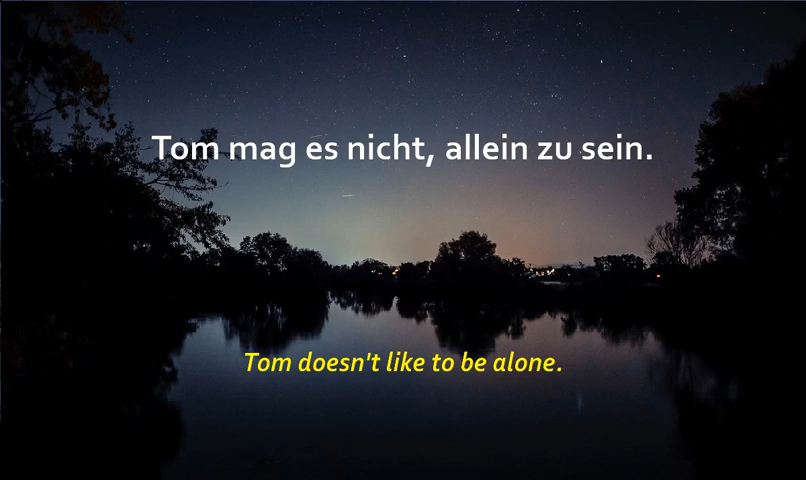 Tom mag es nicht, allein zu sein.
Tom doesn't like to be alone.